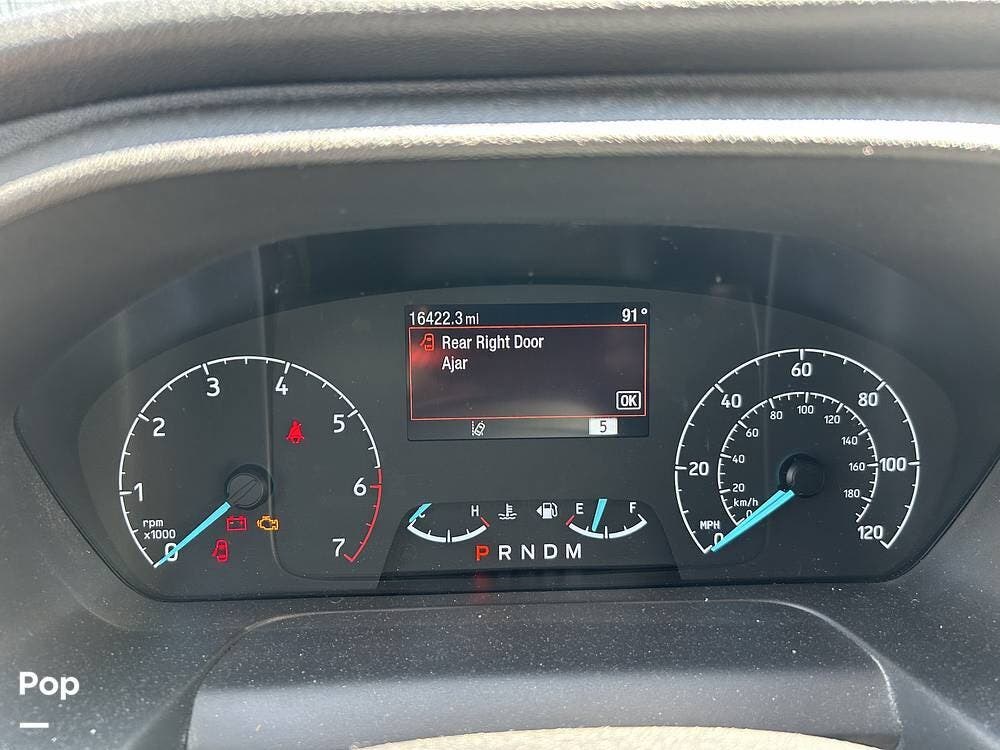 16422.3 mi 91°
Rear Right Door
Ajar
OK
5
0 1 2 3 4 5 6 7
rpm
x1000
C H E F
P R N D M
0 20 40 60 80 100 120
MPH
0 20 40 60 80 100 120 140 160 180
km/h
Pop